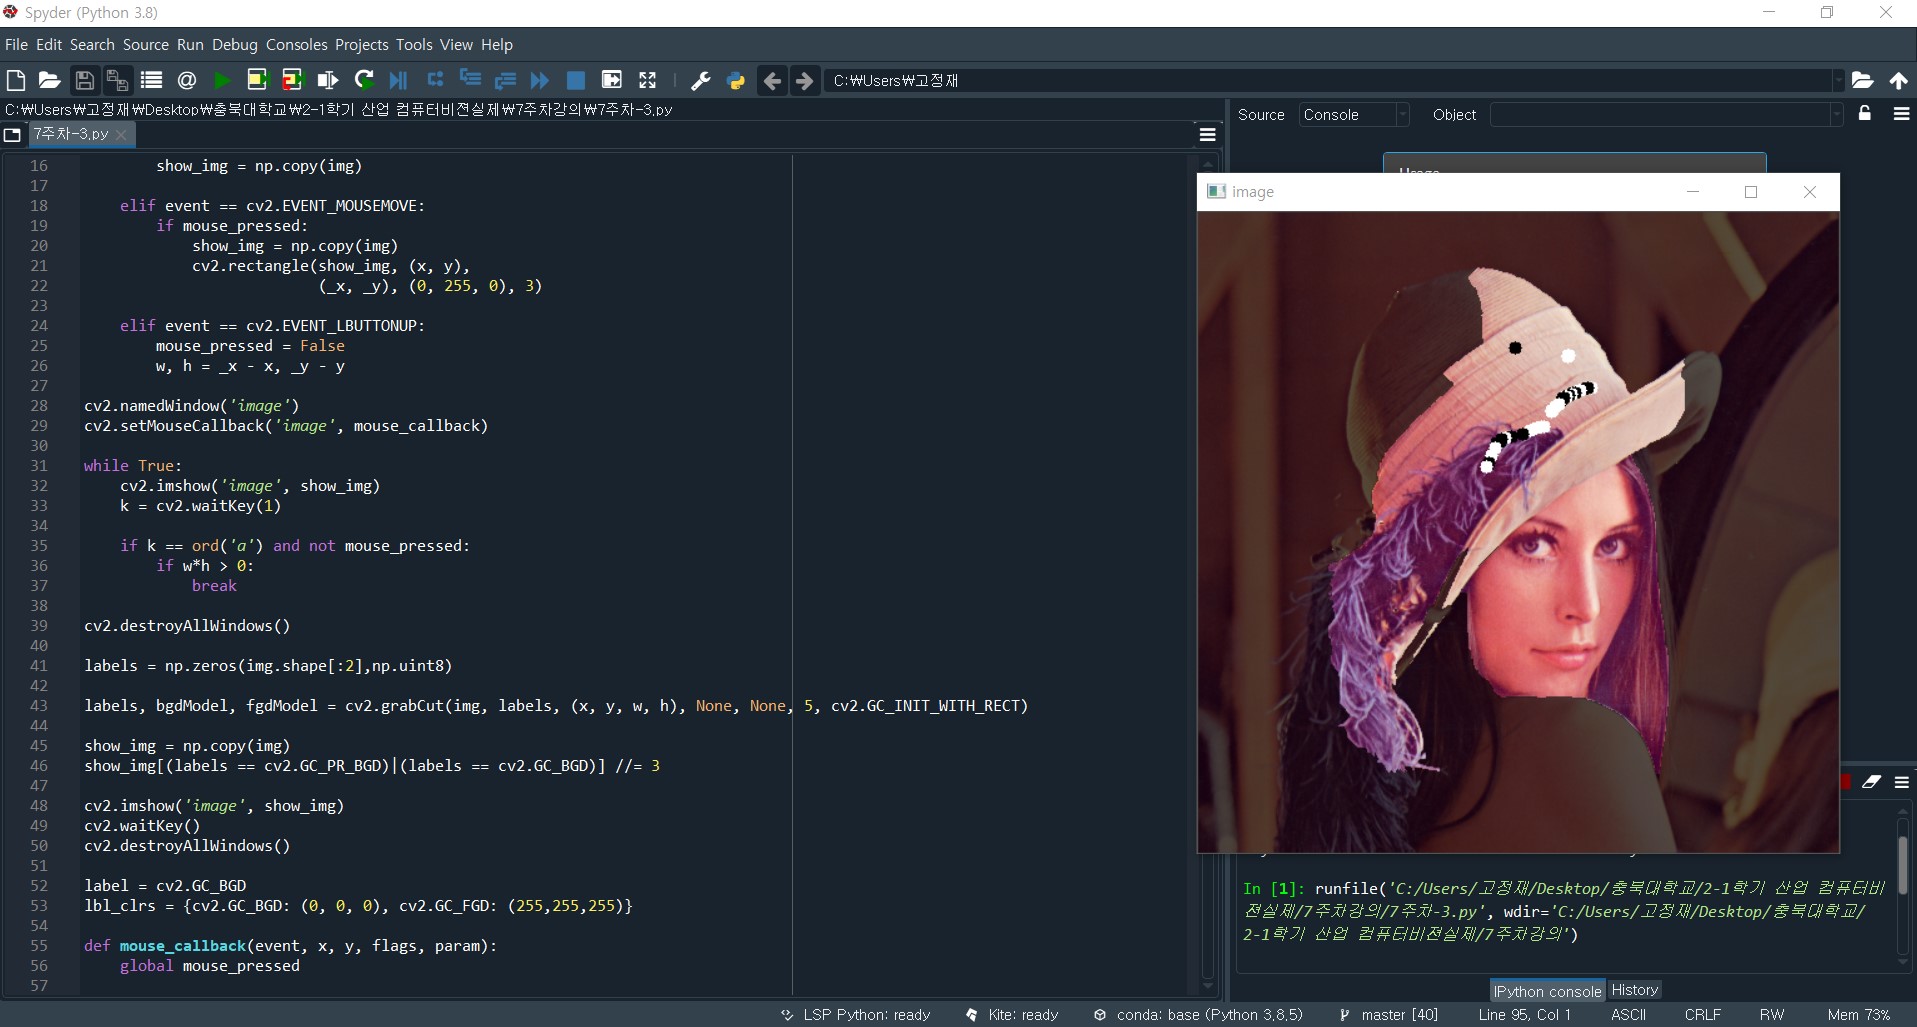 Spyder (Python 3.8)
File Edit Search Source Run Debug Consoles Projects Tools View Help
C:₩Users₩고정재
C:₩Users₩고정재₩Desktop₩충북대학교₩2-1학기 산업 컴퓨터비젼실제₩7주차강의₩7주차-3.py
Source Console Object
7주차-3.py
16 show_img = np.copy(img)
17
18 elif event == cv2.EVENT_MOUSEMOVE:
19 if mouse_pressed:
20 show_img = np.copy(img)
21 cv2.rectangle(show_img, (x, y),
22 (_x, _y), (0, 255, 0), 3)
23
24 elif event == cv2.EVENT_LBUTTONUP:
25 mouse_pressed = False
26 w, h = _x - x, _y - y
27
28 cv2.namedWindow('image')
29 cv2.setMouseCallback('image', mouse_callback)
30
31 while True:
32 cv2.imshow('image', show_img)
33 k = cv2.waitKey(1)
34
35 if k == ord('a') and not mouse_pressed:
36 if w*h > 0:
37 break
38
39 cv2.destroyAllWindows()
40
41 labels = np.zeros(img.shape[:2],np.uint8)
42
43 labels, bgdModel, fgdModel = cv2.grabCut(img, labels, (x, y, w, h), None, None, 5, cv2.GC_INIT_WITH_RECT)
44
45 show_img = np.copy(img)
46 show_img[(labels == cv2.GC_PR_BGD)|(labels == cv2.GC_BGD)] //= 3
47
48 cv2.imshow('image', show_img)
49 cv2.waitKey()
50 cv2.destroyAllWindows()
51
52 label = cv2.GC_BGD
53 lbl_clrs = {cv2.GC_BGD: (0, 0, 0), cv2.GC_FGD: (255,255,255)}
54
55 def mouse_callback(event, x, y, flags, param):
56 global mouse_pressed
57
Usage
image
In [1]: runfile('C:/Users/고정재/Desktop/충북대학교/2-1학기 산업 컴퓨터비
젼실제/7주차강의/7주차-3.py', wdir='C:/Users/고정재/Desktop/충북대학교/
2-1학기 산업 컴퓨터비젼실제/7주차강의')
IPython console History
LSP Python: ready Kite: ready conda: base (Python 3.8.5) master [40] Line 95, Col 1 ASCII CRLF RW Mem 73%